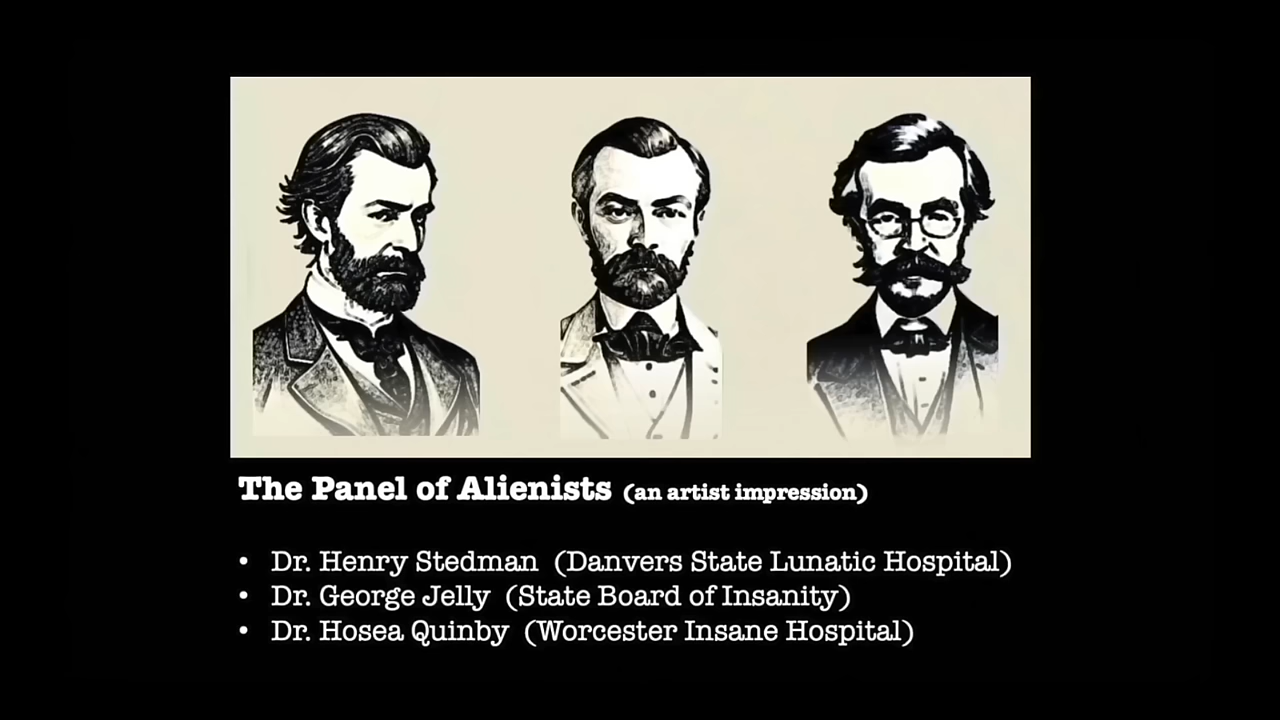 The Panel of Alienists (an artist impression)
• Dr. Henry Stedman (Danvers State Lunatic Hospital)
• Dr. George Jelly (State Board of Insanity)
• Dr. Hosea Quinby (Worcester Insane Hospital)